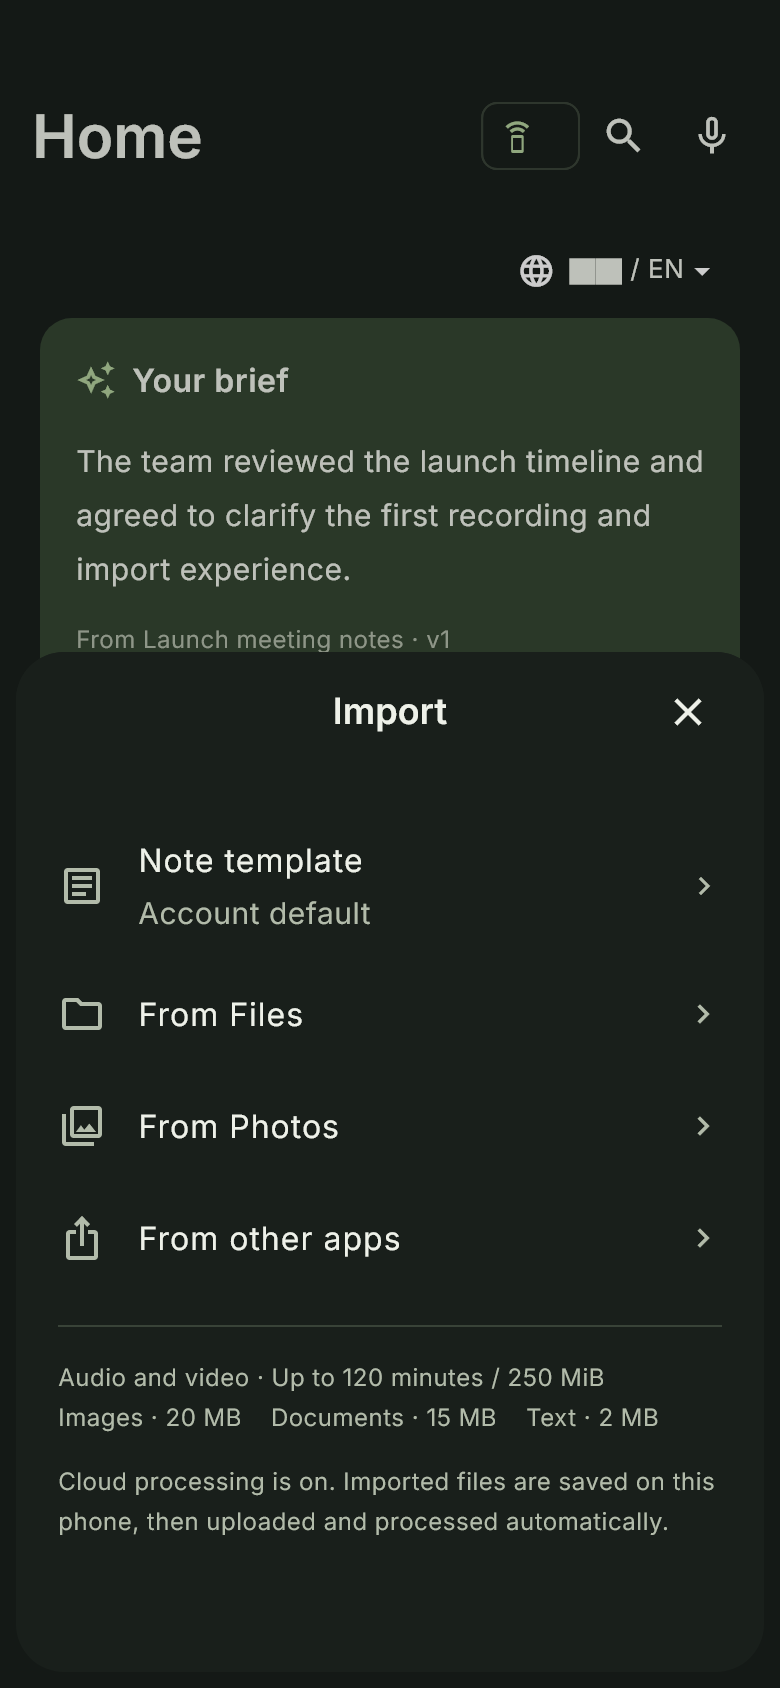 Home
/ EN
Your brief
The team reviewed the launch timeline and
agreed to clarify the first recording and
import experience.
From Launch meeting notes · v1
Import
Note template
Account default
From Files
From Photos
From other apps
Audio and video · Up to 120 minutes / 250 MiB
Images · 20 MB Documents · 15 MB Text · 2 MB
Cloud processing is on. Imported files are saved on this
phone, then uploaded and processed automatically.